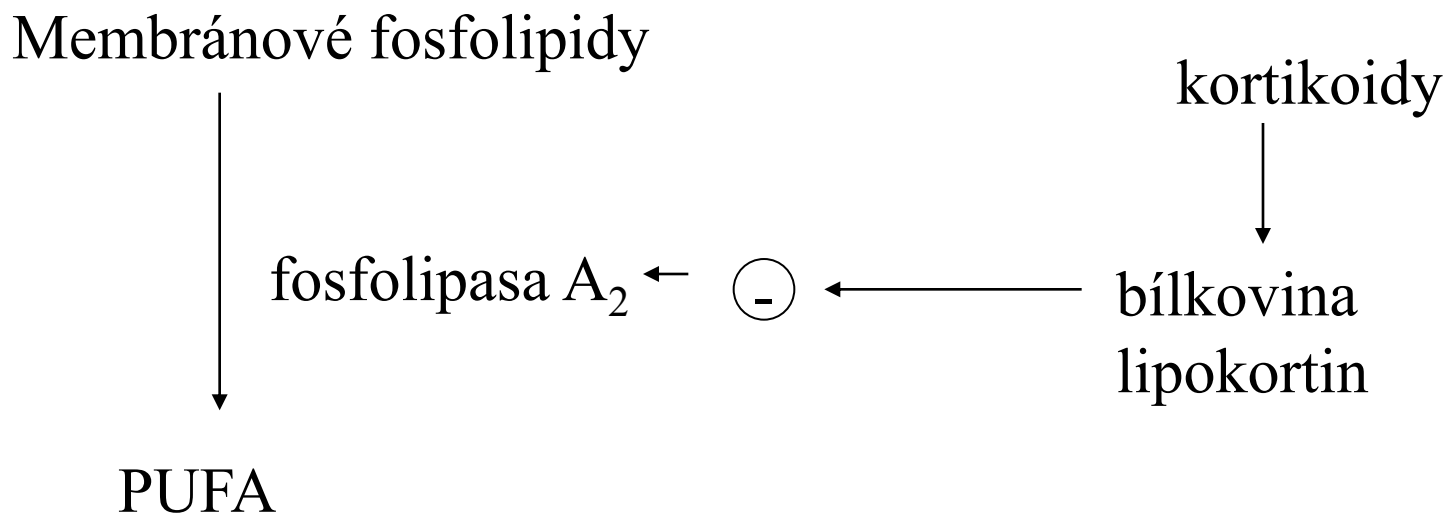 Membránové fosfolipidy
kortikoidy
fosfolipasa A₂
-
bílkovina
lipokortin
PUFA